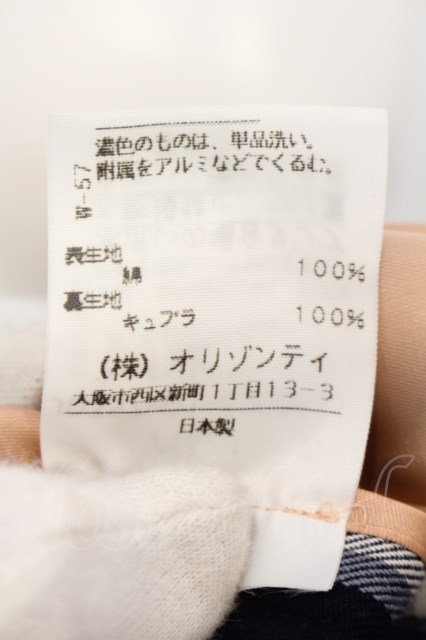 濃色のものは、単品洗い。
附属をアルミなどでくるむ。
W-57
表生地
綿 100%
裏生地
キュプラ 100%
(株) オリゾンティ
大阪市西区新町1丁目13-3
日本製